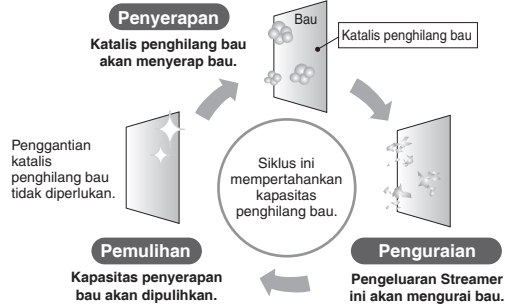 Penyerapan
Katalis penghilang bau
akan menyerap bau.
Bau
Katalis penghilang bau
Penggantian
katalis
penghilang bau
tidak diperlukan.
Siklus ini
mempertahankan
kapasitas
penghilang bau.
Pemulihan
Kapasitas penyerapan
bau akan dipulihkan.
Penguraian
Pengeluaran Streamer
ini akan mengurai bau.